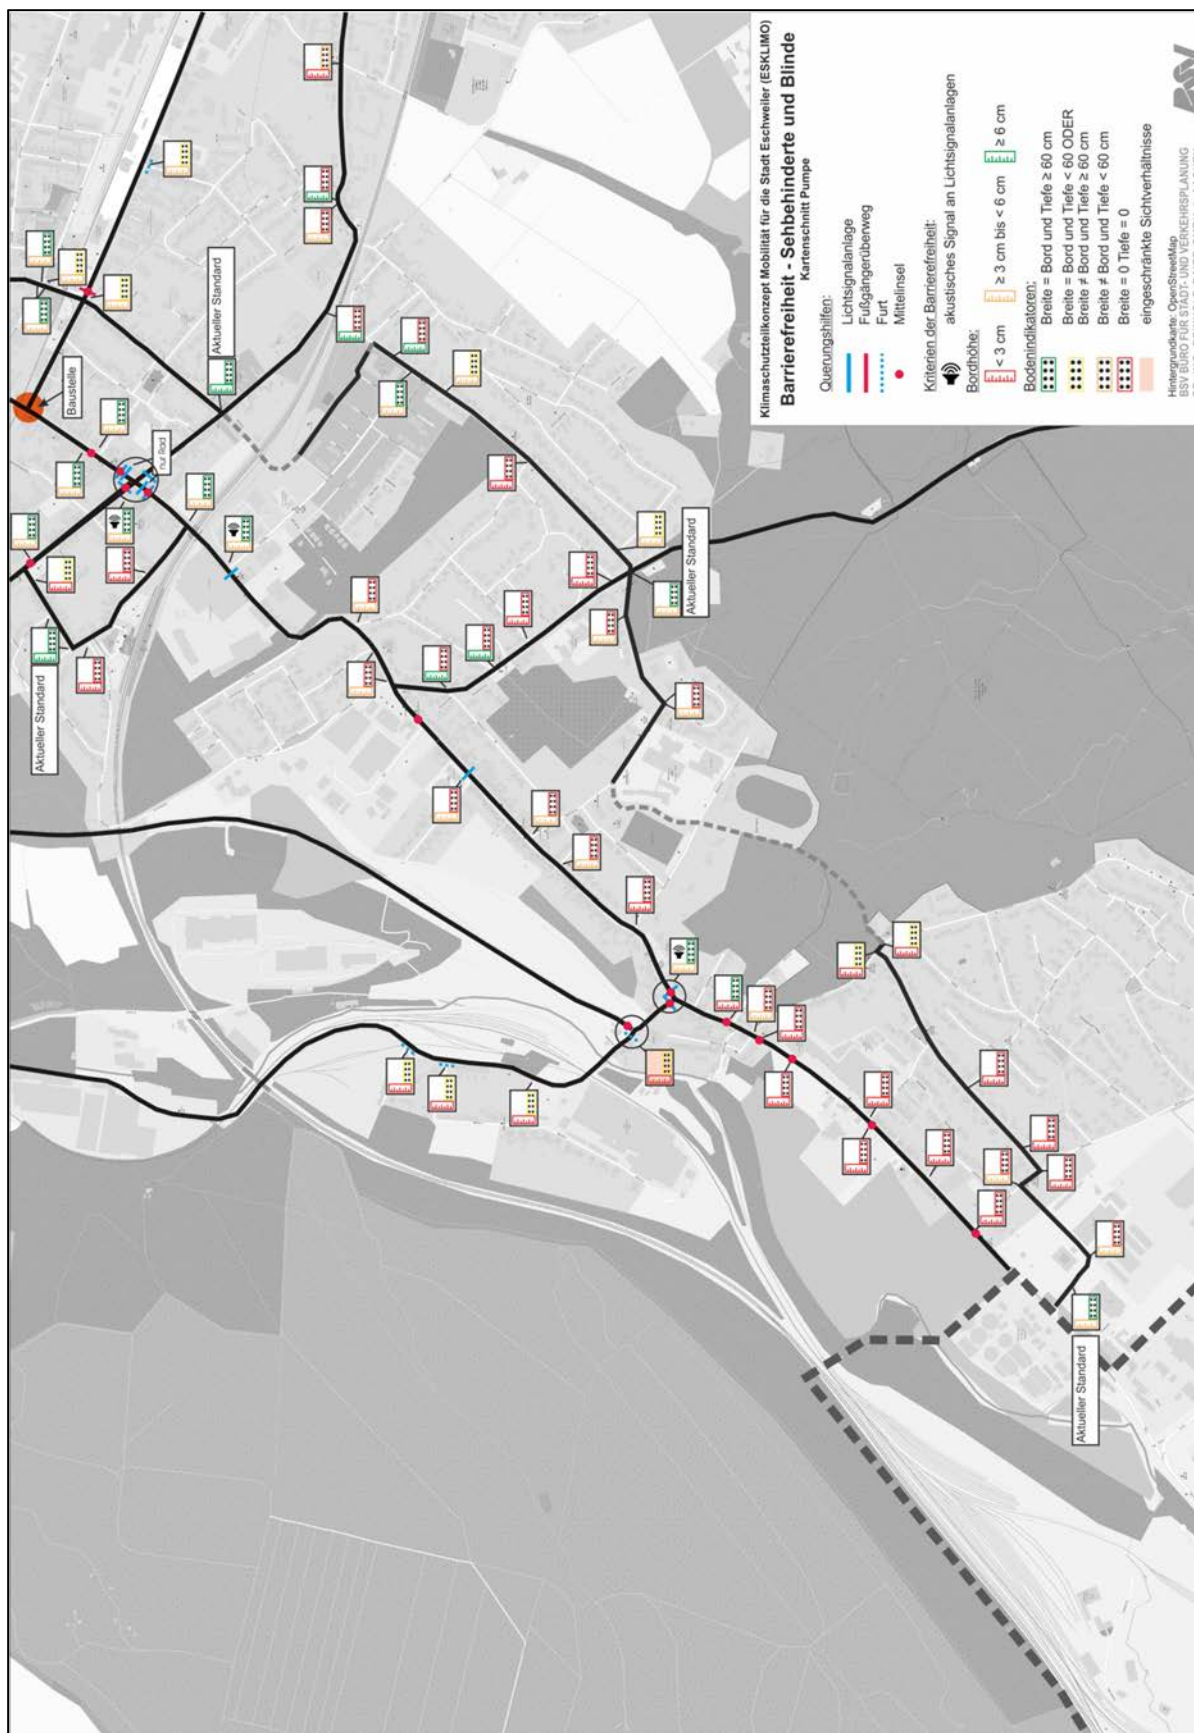 Klimaschutzteilkonzept Mobilität für die Stadt Eschweiler (ESKLIMO)
Barrierefreiheit - Sehbehinderte und Blinde
Kartenschnitt Pumpe
Querungshilfen:
Lichtsignalanlage
Fußgängerüberweg
Furt
Mittelinsel
Kriterien der Barrierefreiheit:
akustisches Signal an Lichtsignalanlagen
Bordhöhe:
< 3 cm
≥ 3 cm bis < 6 cm
≥ 6 cm
Bodenindikatoren:
Breite = Bord und Tiefe ≥ 60 cm
Breite = Bord und Tiefe < 60 ODER
Breite ≠ Bord und Tiefe ≥ 60 cm
Breite ≠ Bord und Tiefe < 60 cm
Breite = 0 Tiefe = 0
eingeschränkte Sichtverhältnisse
Hintergrundkarte: OpenStreetMap
BSV BÜRO FÜR STADT- UND VERKEHRSPLANUNG
BSV
Baustelle
nur Rad
Aktueller Standard
Aktueller Standard
Aktueller Standard
Aktueller Standard